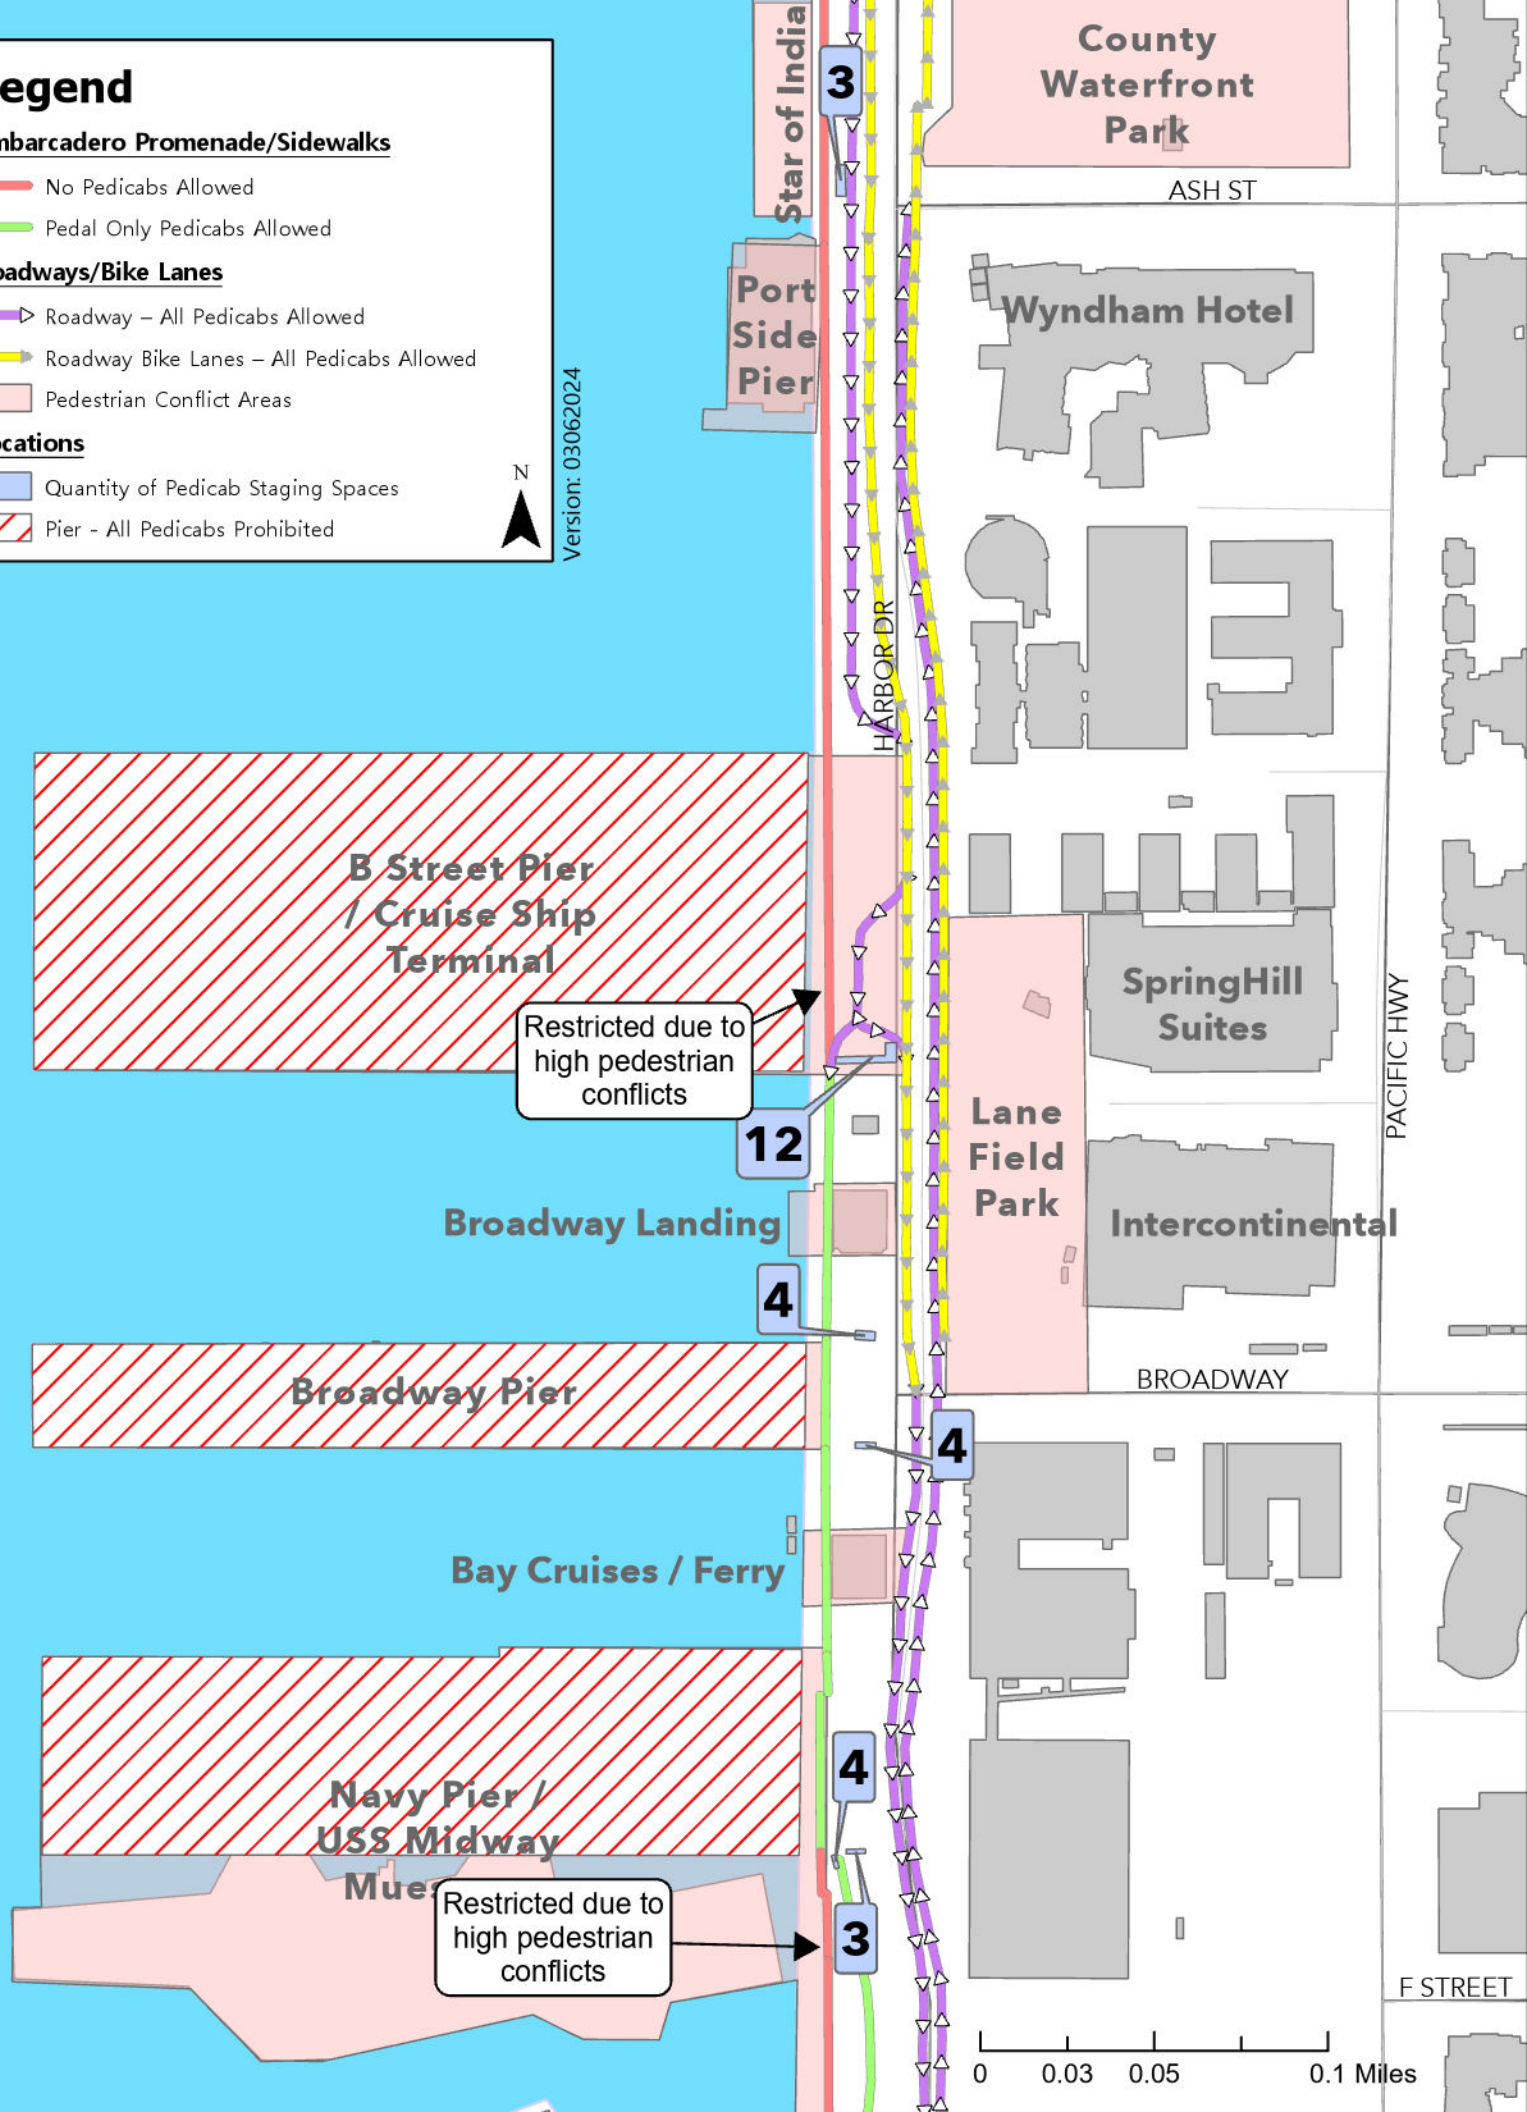 egend
mbarcadero Promenade/Sidewalks
No Pedicabs Allowed
Pedal Only Pedicabs Allowed
oadways/Bike Lanes
Roadway – All Pedicabs Allowed
Roadway Bike Lanes – All Pedicabs Allowed
Pedestrian Conflict Areas
ocations
Quantity of Pedicab Staging Spaces
Pier - All Pedicabs Prohibited
N
Version: 03062024
Star of India
3
County
Waterfront
Park
ASH ST
Port
Side
Pier
Wyndham Hotel
HARBOR DR
B Street Pier
/ Cruise Ship
Terminal
Restricted due to
high pedestrian
conflicts
12
SpringHill
Suites
PACIFIC HWY
Lane
Field
Park
Broadway Landing
Intercontinental
4
Broadway Pier
BROADWAY
4
Bay Cruises / Ferry
4
Navy Pier /
USS Midway
Mues
Restricted due to
high pedestrian
conflicts
3
F STREET
0 0.03 0.05 0.1 Miles